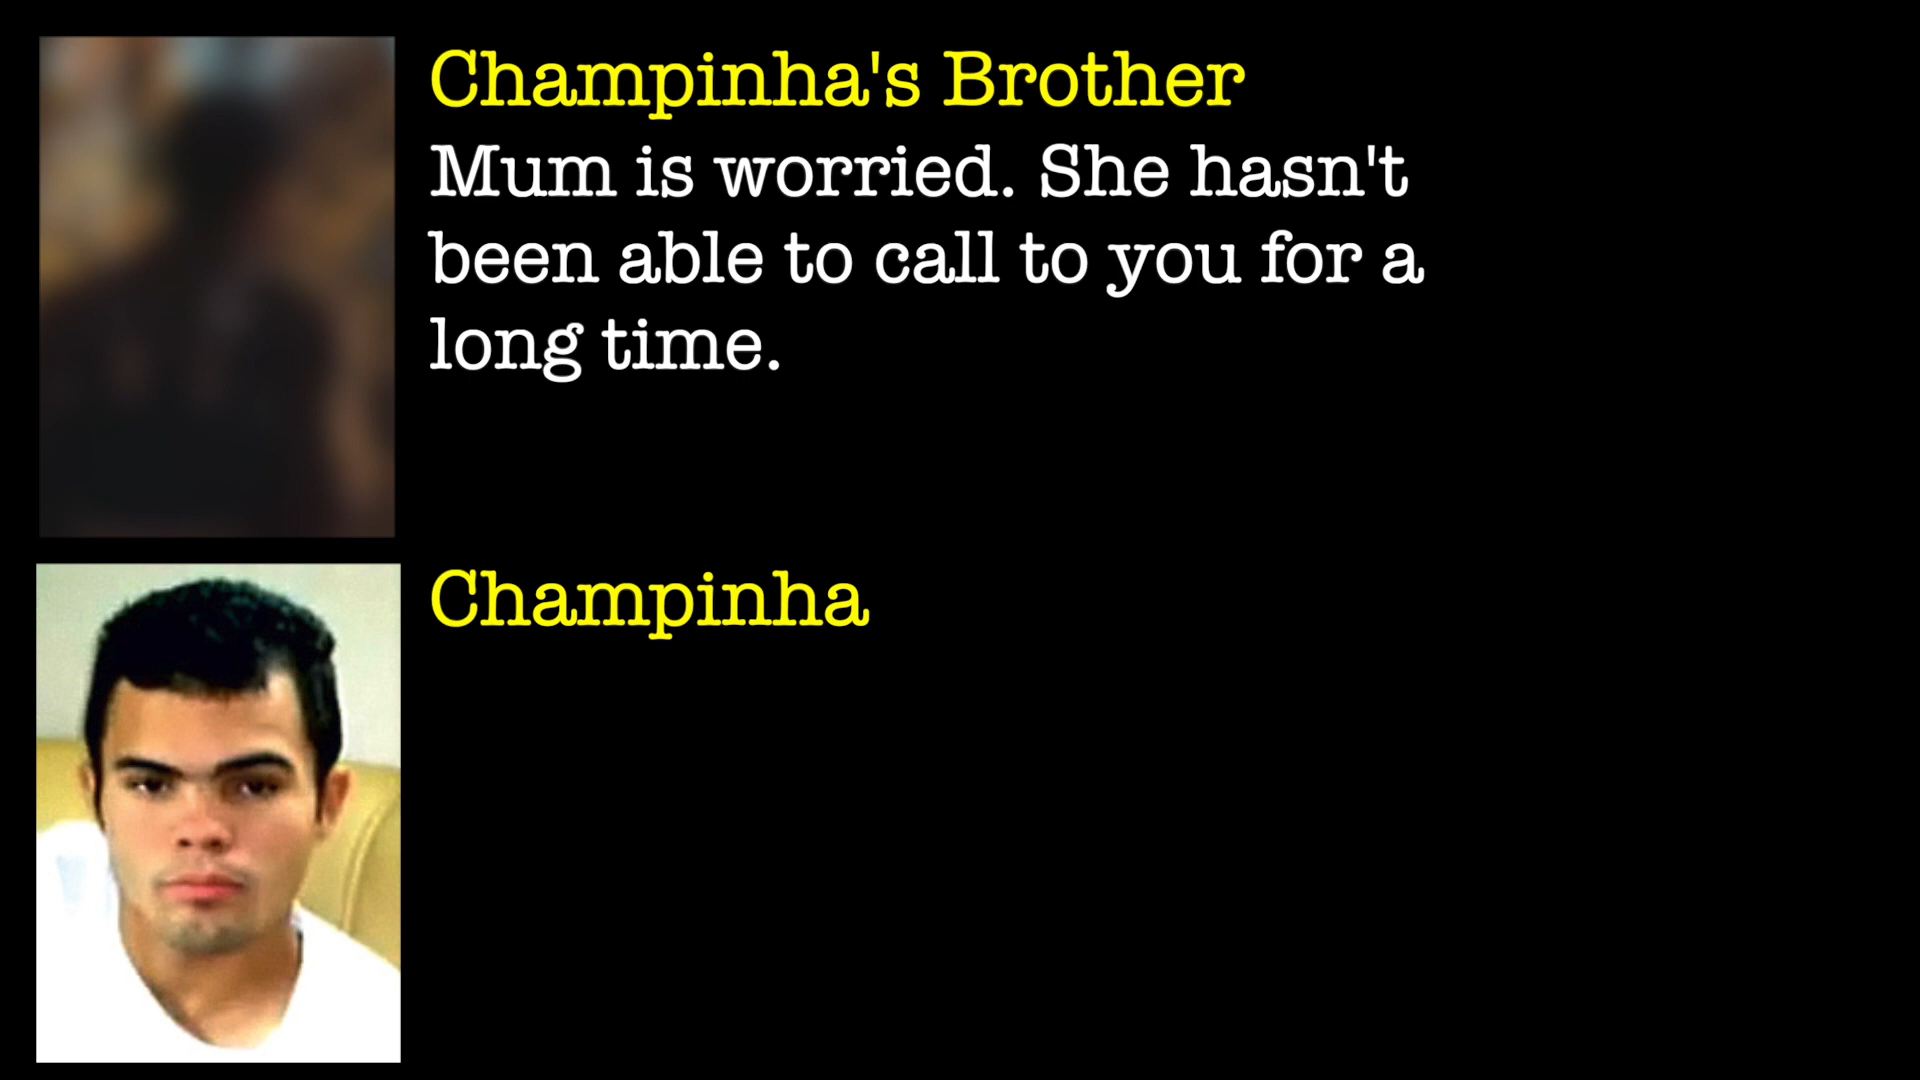 Champinha's Brother
Mum is worried. She hasn't
been able to call to you for a
long time.
Champinha